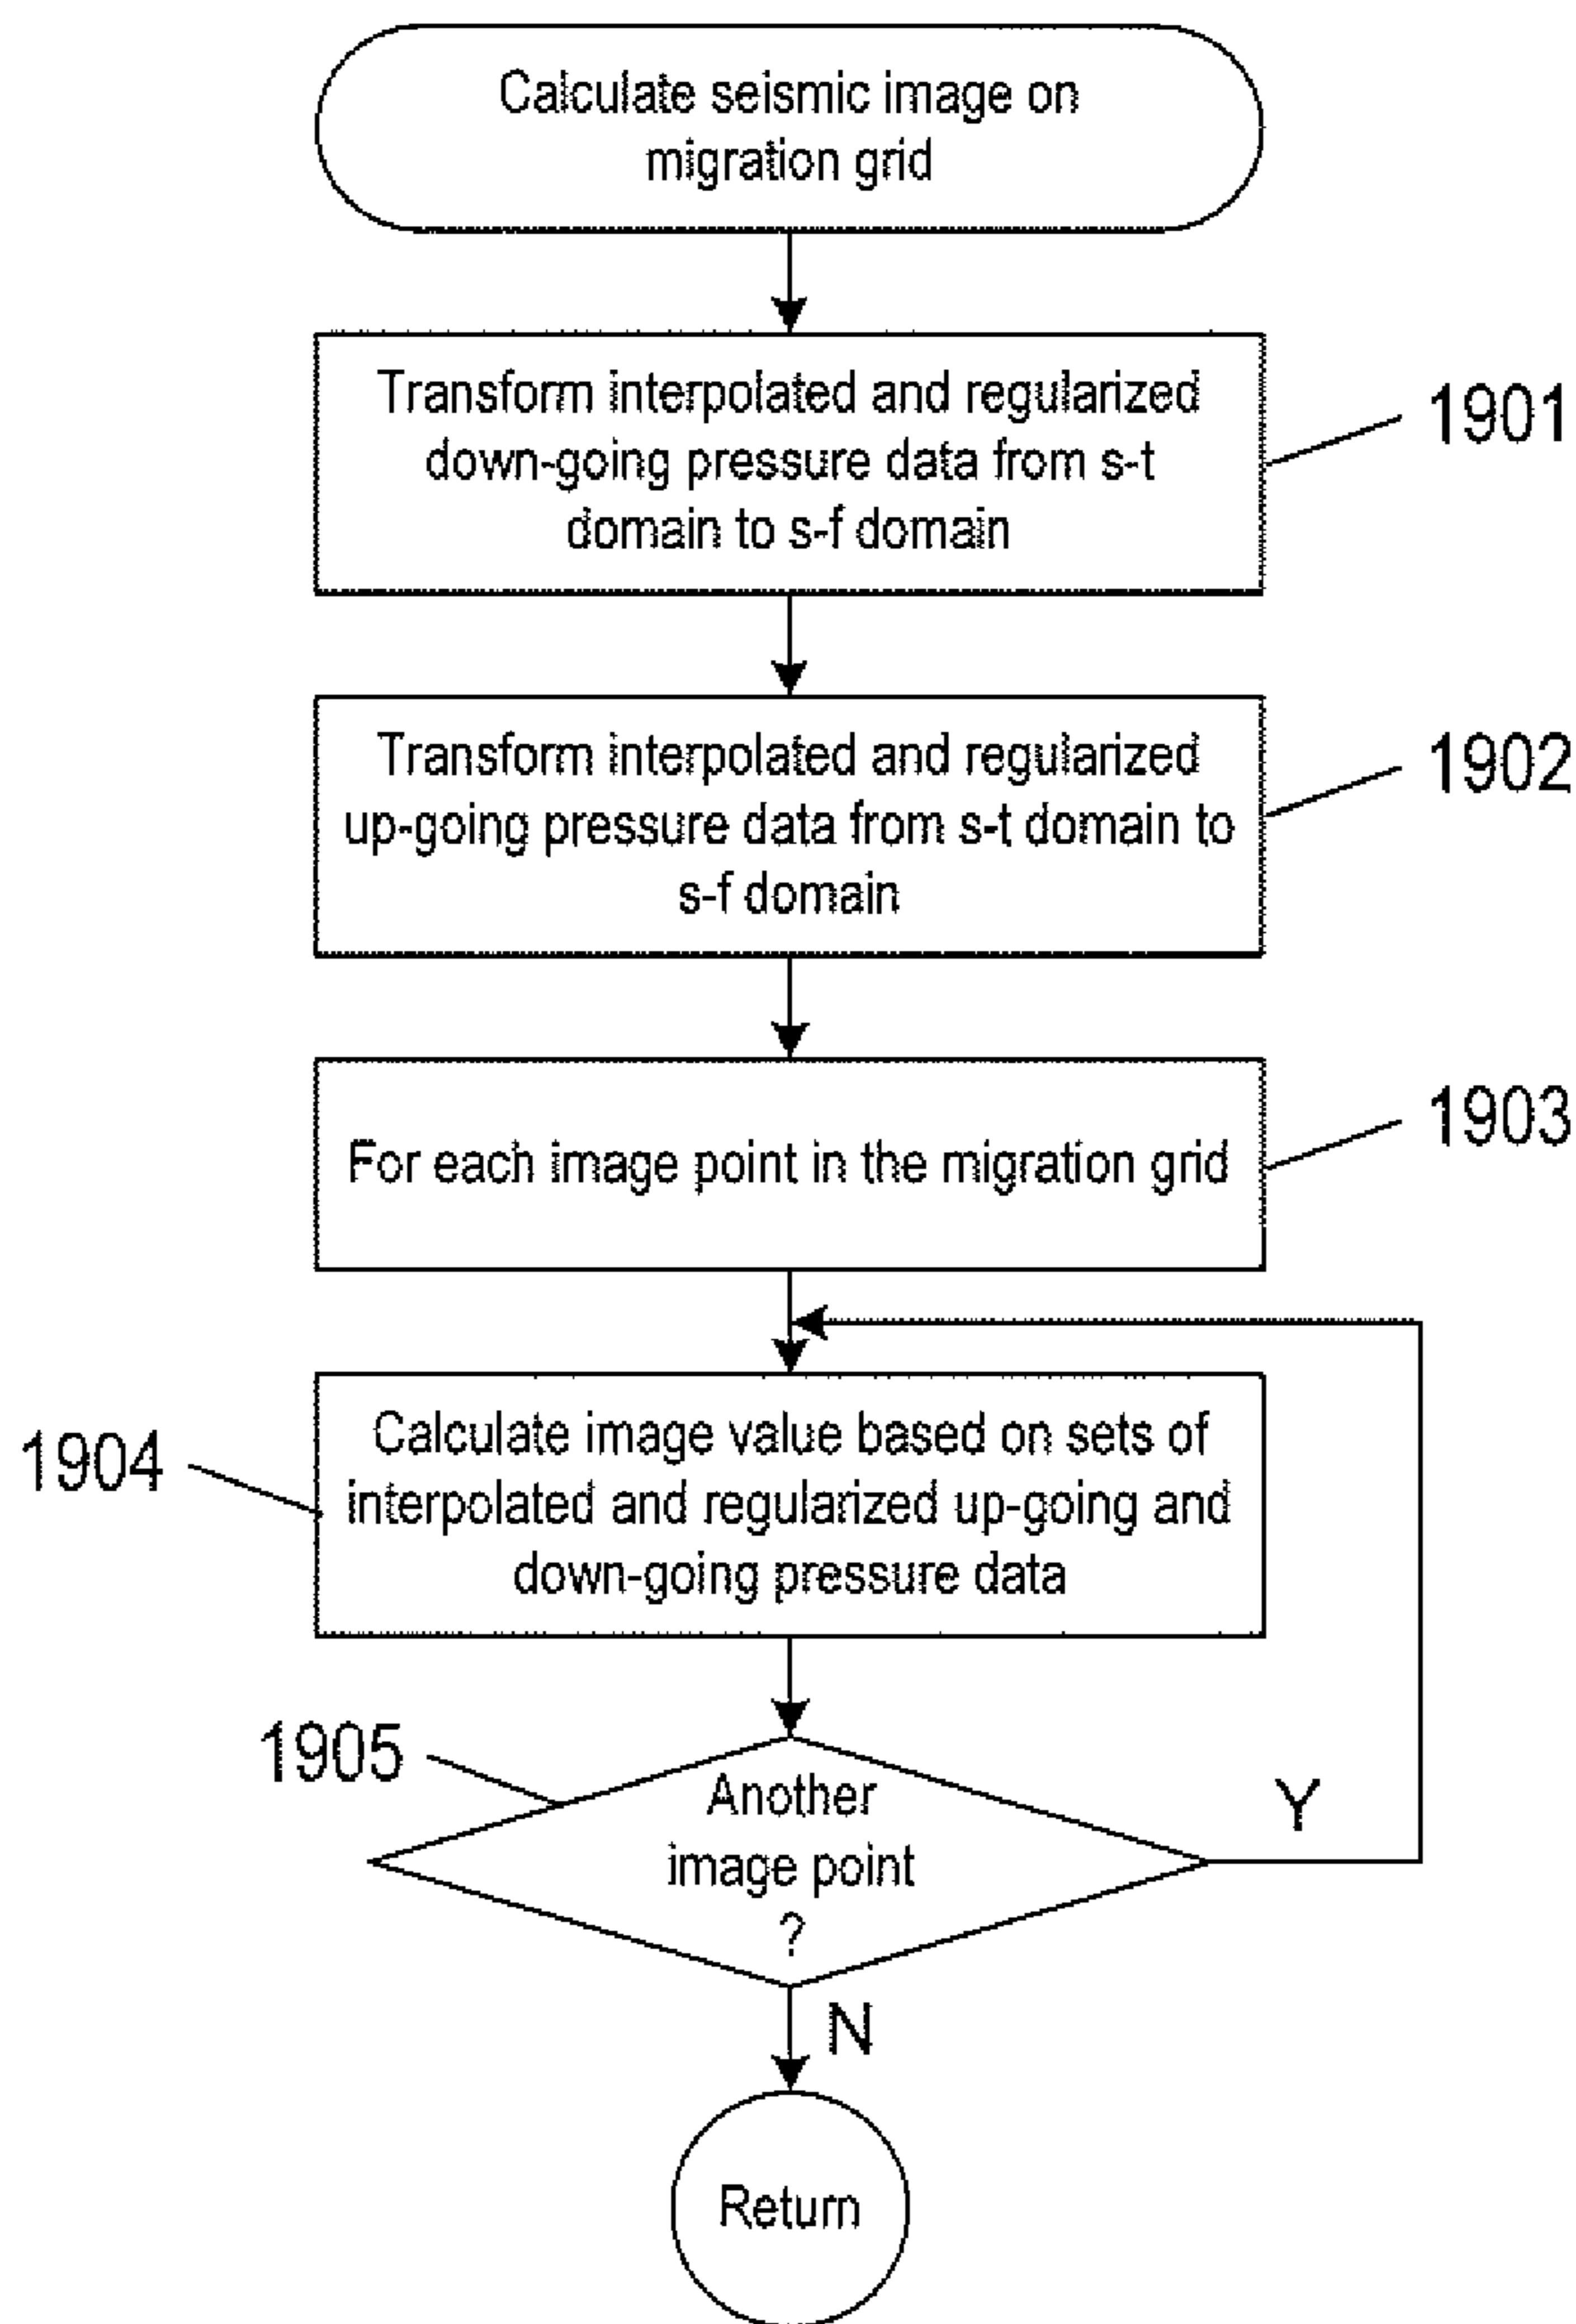 Calculate seismic image on
migration grid
Transform interpolated and regularized
down-going pressure data from s-t
domain to s-f domain
1901
Transform interpolated and regularized
up-going pressure data from s-t domain to
s-f domain
1902
For each image point in the migration grid
1903
1904
Calculate image value based on sets of
interpolated and regularized up-going and
down-going pressure data
1905
Another
image point
?
Y
N
Return